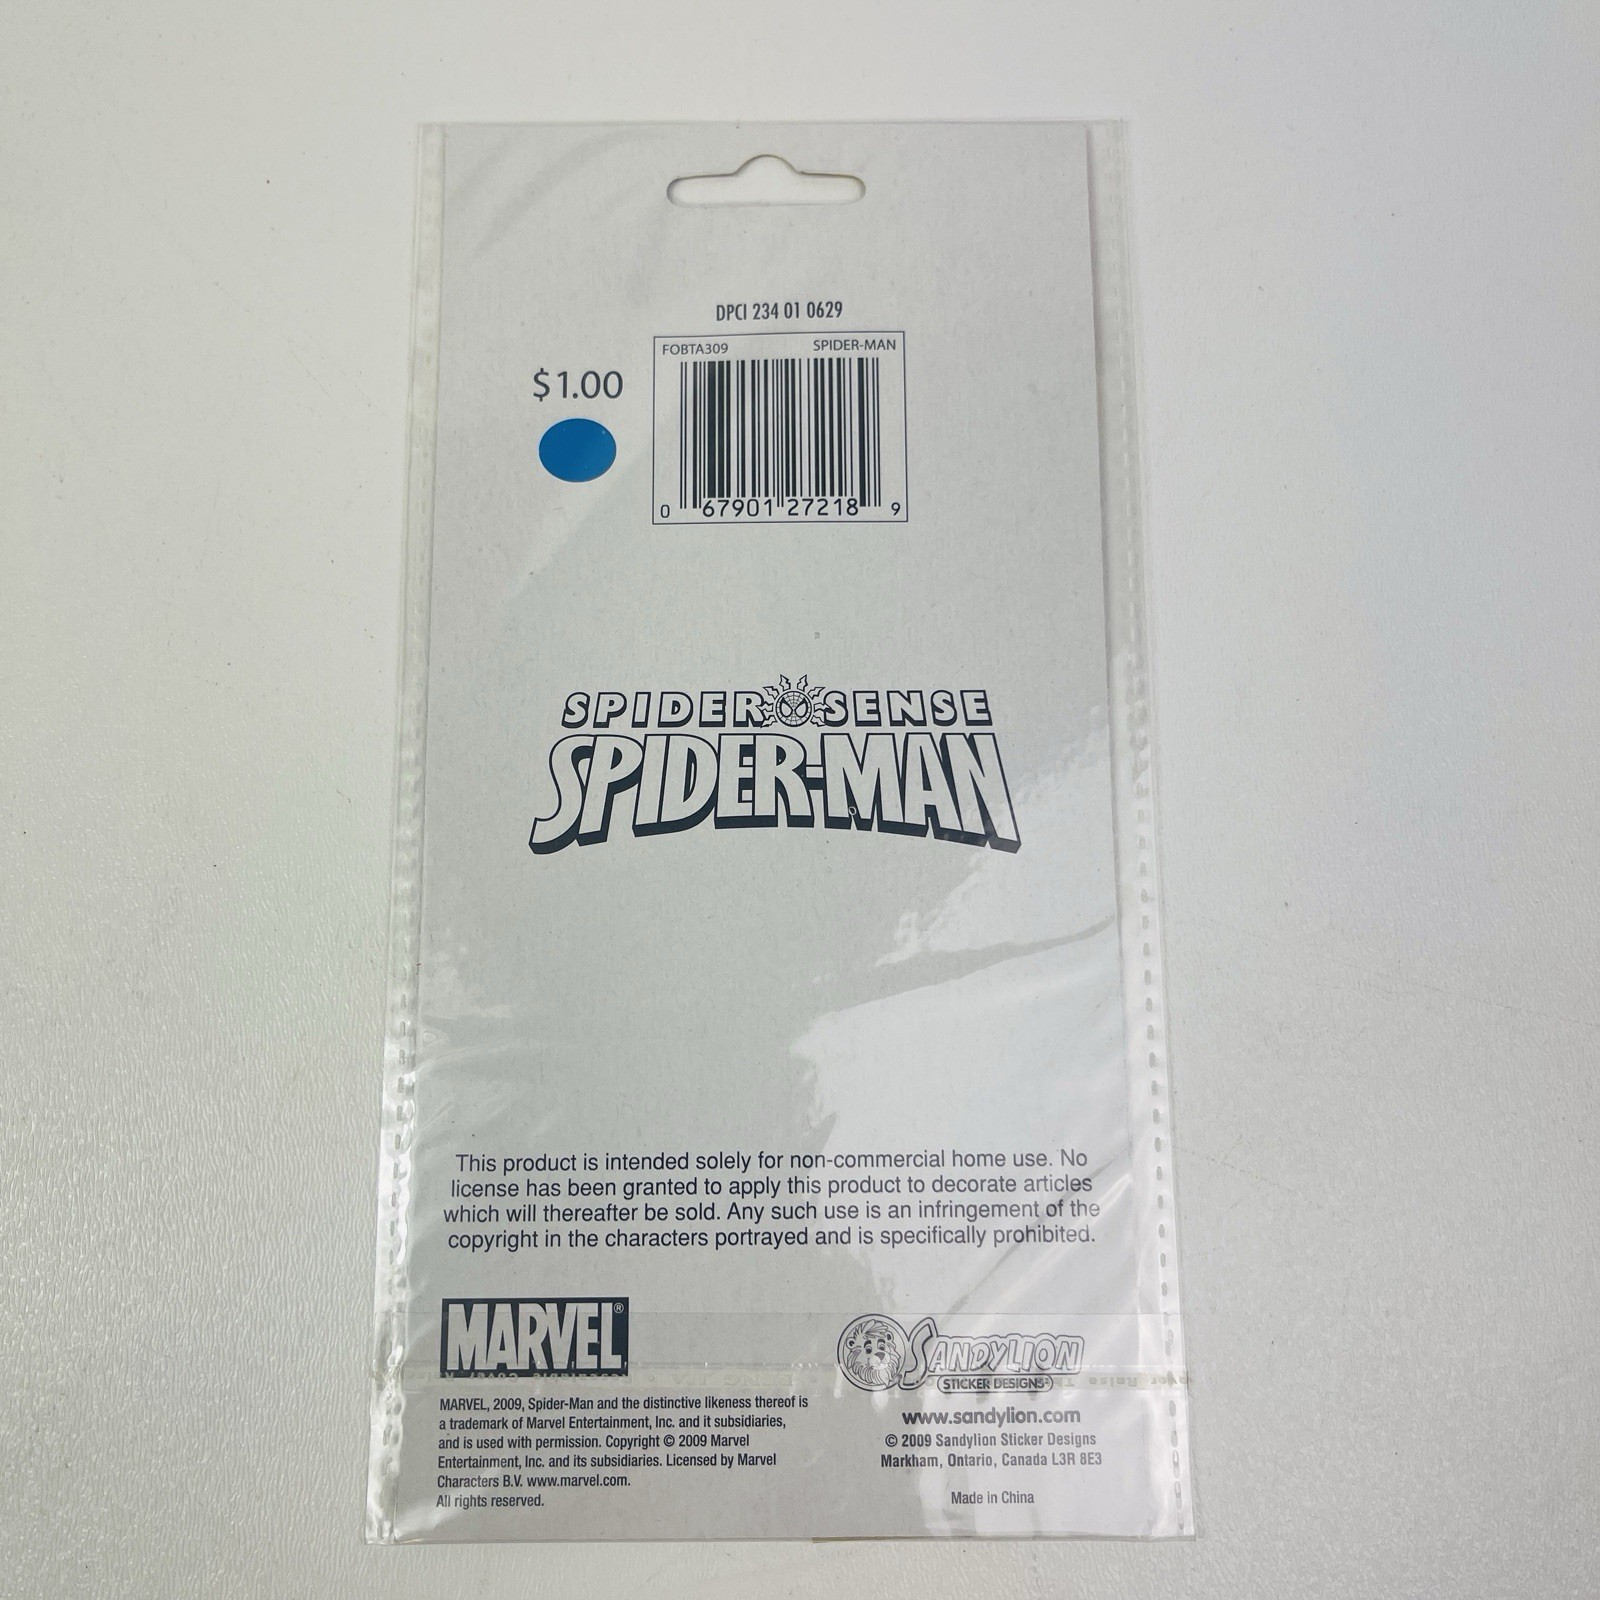 DPCI 234 01 0629
FOBTA309 SPIDER-MAN
$1.00
0 67901 27218 9
SPIDER SENSE
SPIDER-MAN
This product is intended solely for non-commercial home use. No
license has been granted to apply this product to decorate articles
which will thereafter be sold. Any such use is an infringement of the
copyright in the characters portrayed and is specifically prohibited.
MARVEL®
MARVEL, 2009, Spider-Man and the distinctive likeness thereof is
a trademark of Marvel Entertainment, Inc. and it subsidiaries,
and is used with permission. Copyright © 2009 Marvel
Entertainment, Inc. and its subsidiaries. Licensed by Marvel
Characters B.V. www.marvel.com.
All rights reserved.
SANDYLION
STICKER DESIGNS
www.sandylion.com
© 2009 Sandylion Sticker Designs
Markham, Ontario, Canada L3R 8E3
Made in China